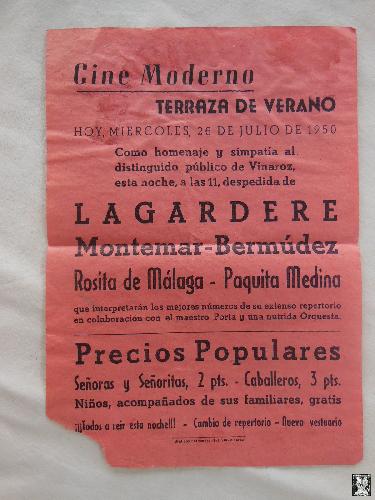 Cine Moderno
TERRAZA DE VERANO
HOY, MIERCOLES, 26 DE JULIO DE 1950
Como homenaje y simpatía al
distinguido público de Vinaroz,
esta noche, a las 11, despedida de
LAGARDERE
Montemar-Bermúdez
Rosita de Málaga - Paquita Medina
que interpretarán los mejores números de su extenso repertorio
en colaboración con el maestro Porta y una nutrida Orquesta.
Precios Populares
Señoras y Señoritas, 2 pts. - Caballeros, 3 pts.
Niños, acompañados de sus familiares, gratis
¡¡Todos a reir esta noche!! - Cambio de repertorio - Nuevo vestuario